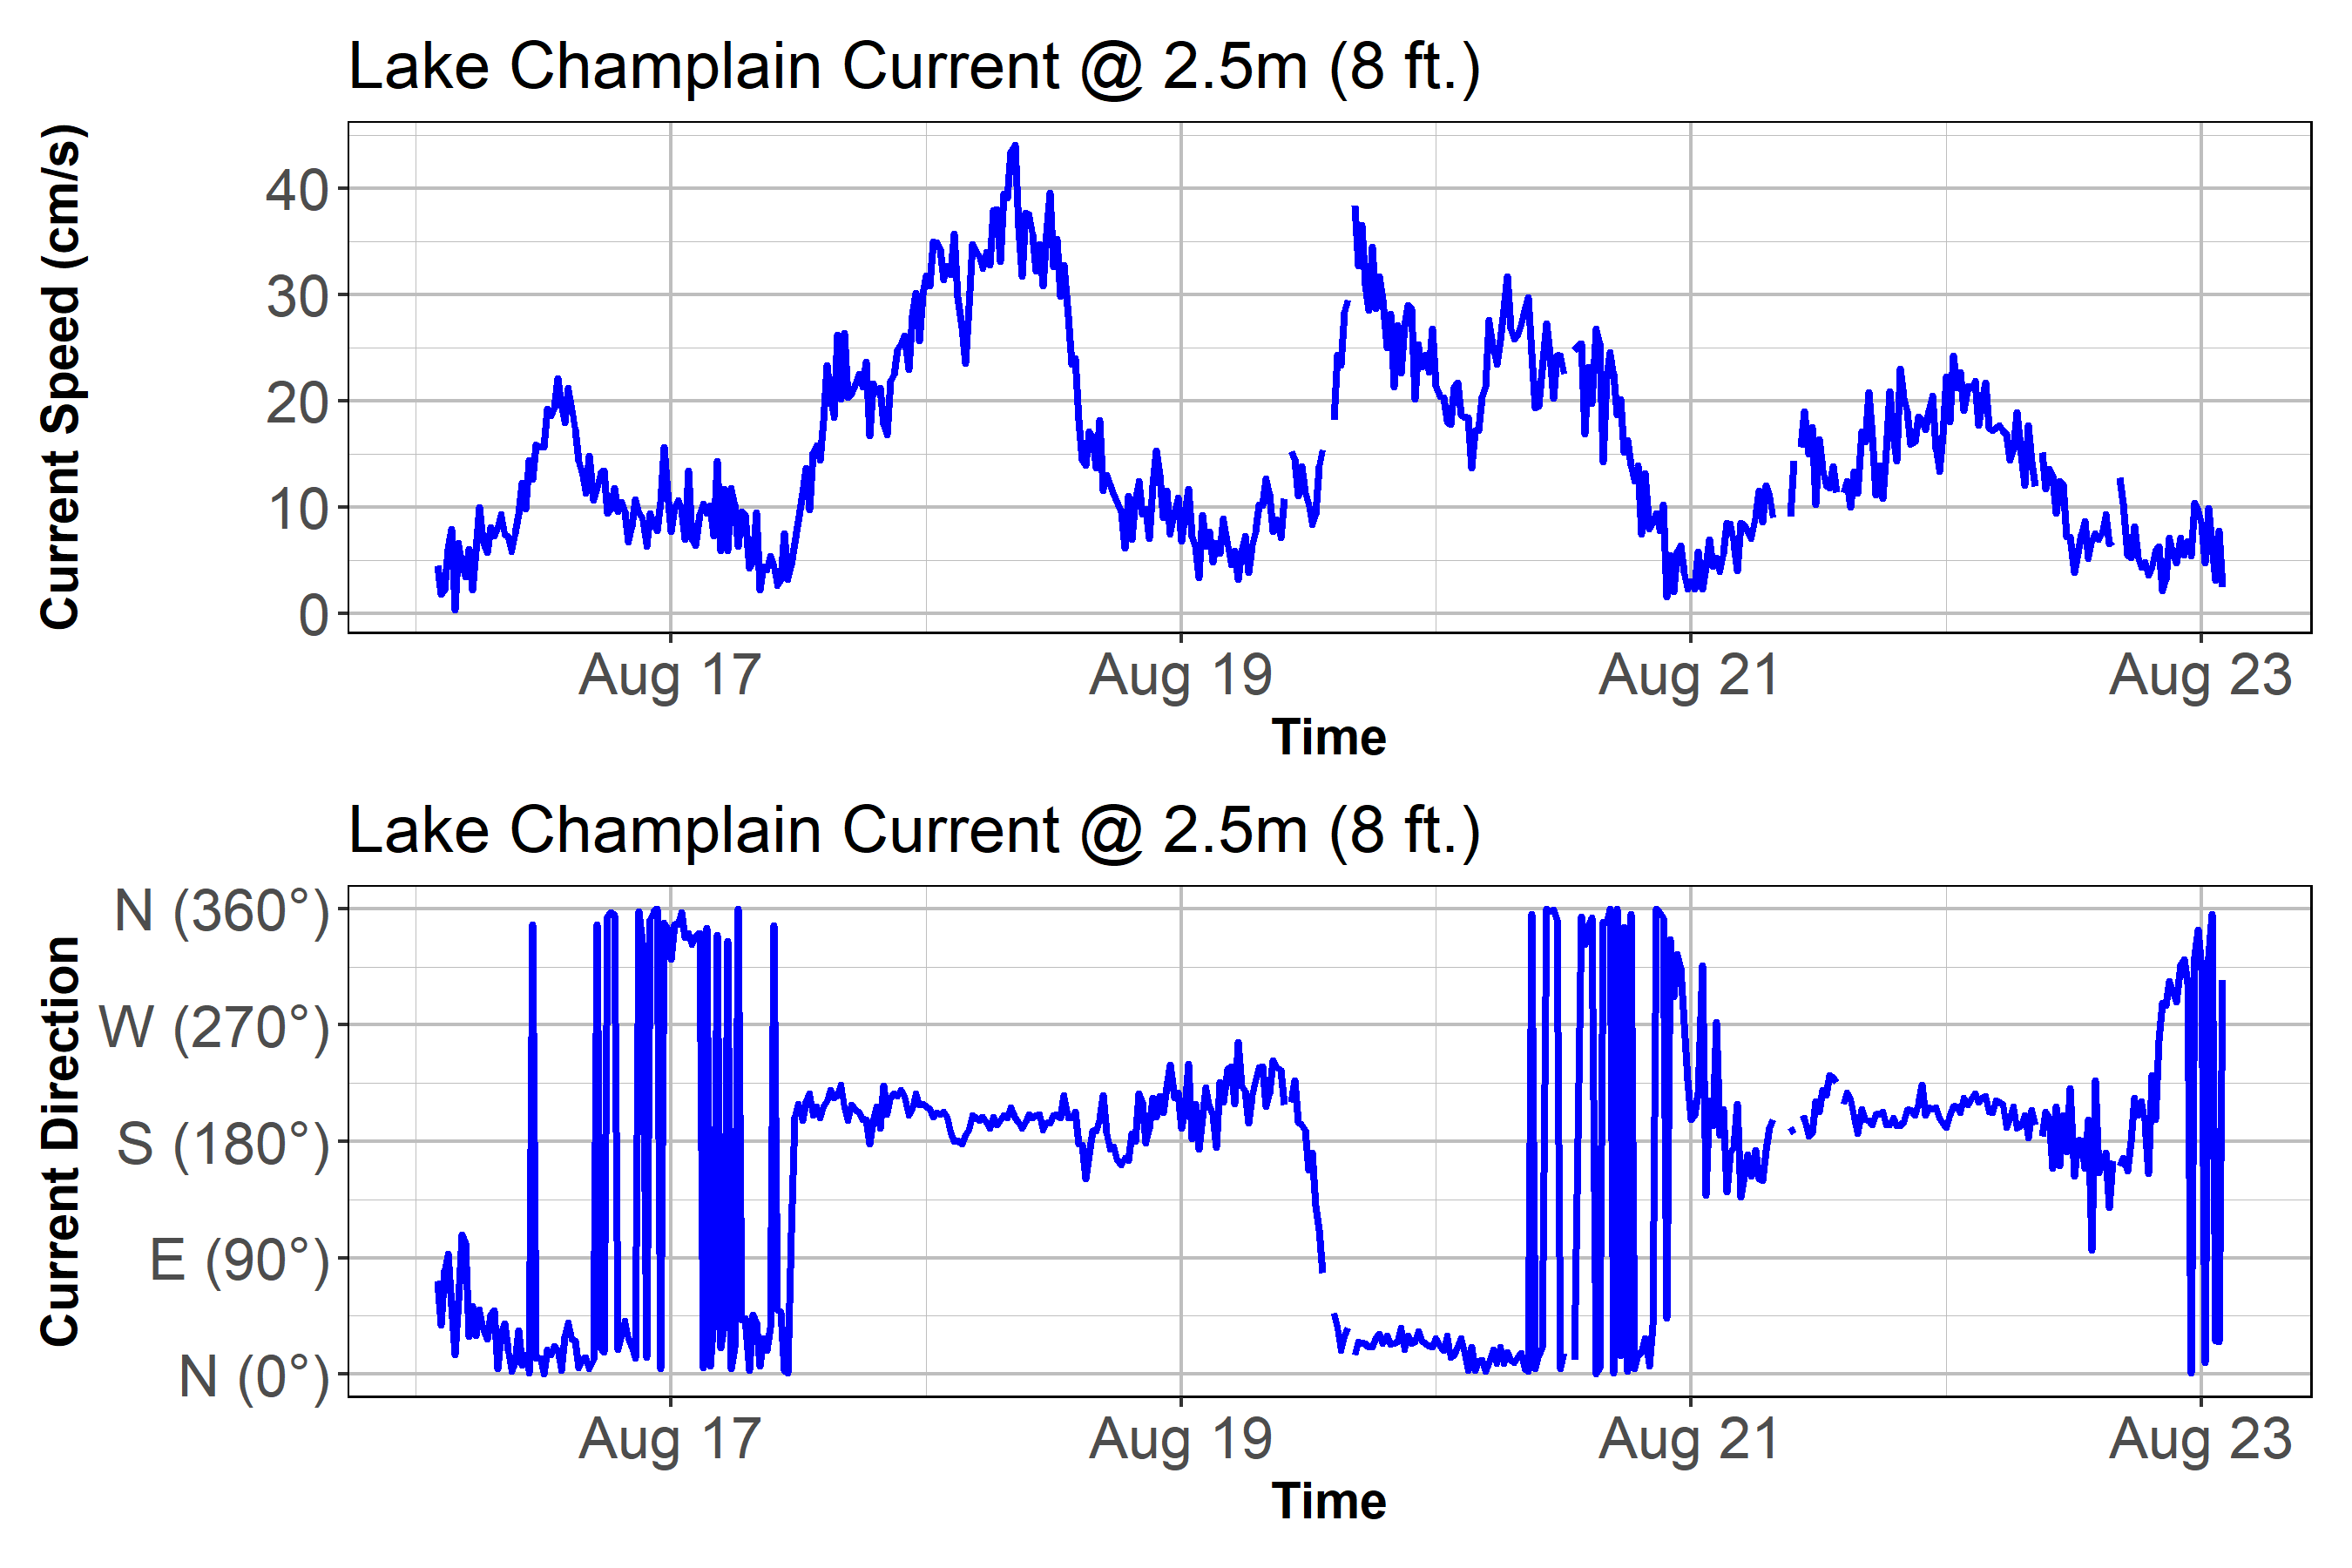 Lake Champlain Current @ 2.5m (8 ft.)
Current Speed (cm/s)
40
30
20
10
0
Aug 17 Aug 19 Aug 21 Aug 23
Time
Lake Champlain Current @ 2.5m (8 ft.)
Current Direction
N (360°)
W (270°)
S (180°)
E (90°)
N (0°)
Aug 17 Aug 19 Aug 21 Aug 23
Time